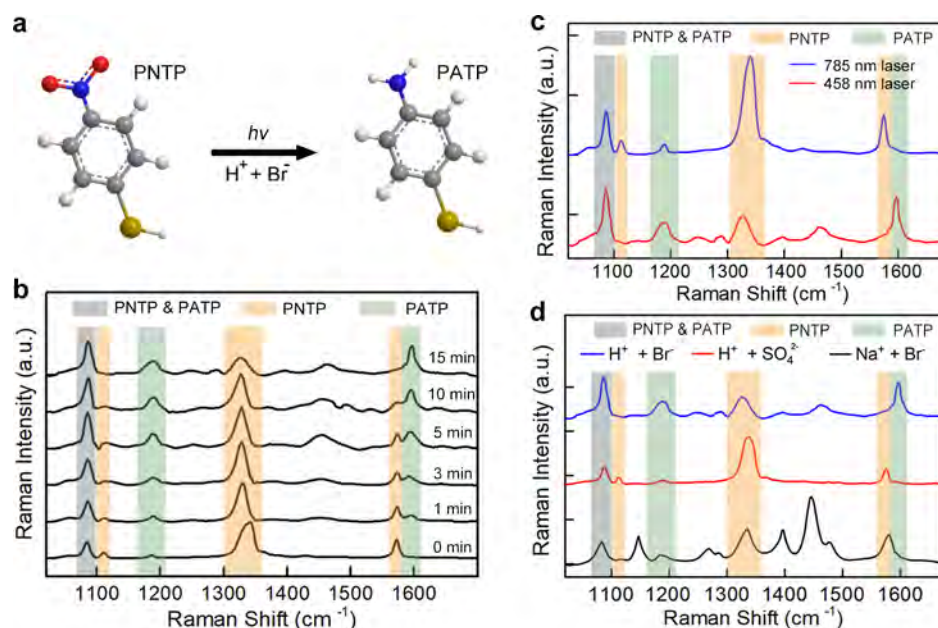 a
PNTP
PATP
hν
H⁺ + Br⁻
b
PNTP & PATP PNTP PATP
Raman Intensity (a.u.)
15 min
10 min
5 min
3 min
1 min
0 min
1100 1200 1300 1400 1500 1600
Raman Shift (cm⁻¹)
c
PNTP & PATP PNTP PATP
785 nm laser
458 nm laser
Raman Intensity (a.u.)
1100 1200 1300 1400 1500 1600
Raman Shift (cm⁻¹)
d
PNTP & PATP PNTP PATP
H⁺ + Br⁻ H⁺ + SO₄²⁻ Na⁺ + Br⁻
Raman Intensity (a.u.)
1100 1200 1300 1400 1500 1600
Raman Shift (cm⁻¹)